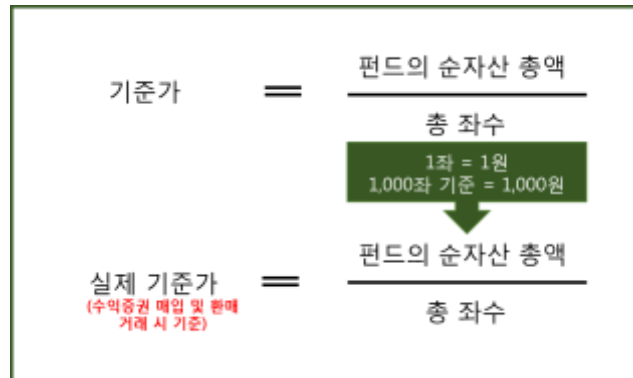 기준가 = 펀드의 순자산 총액
총 좌수
1좌 = 1원
1,000좌 기준 = 1,000원
실제 기준가 = 펀드의 순자산 총액
(수익증권 매입 및 환매
거래 시 기준)
총 좌수